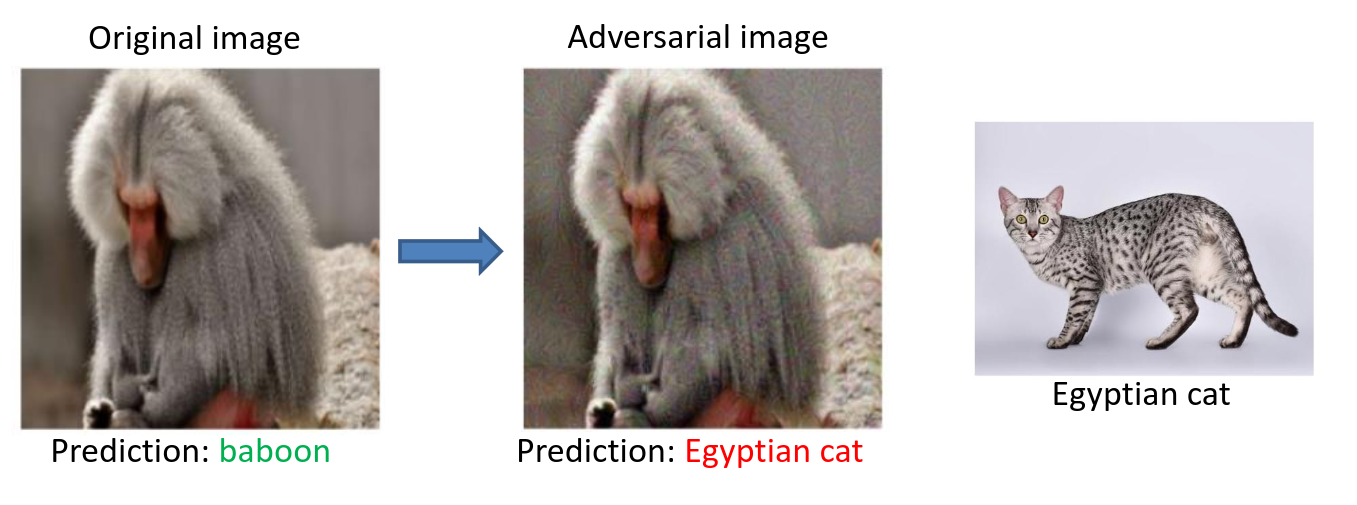 Original image
Adversarial image
Prediction: baboon
Prediction: Egyptian cat
Egyptian cat